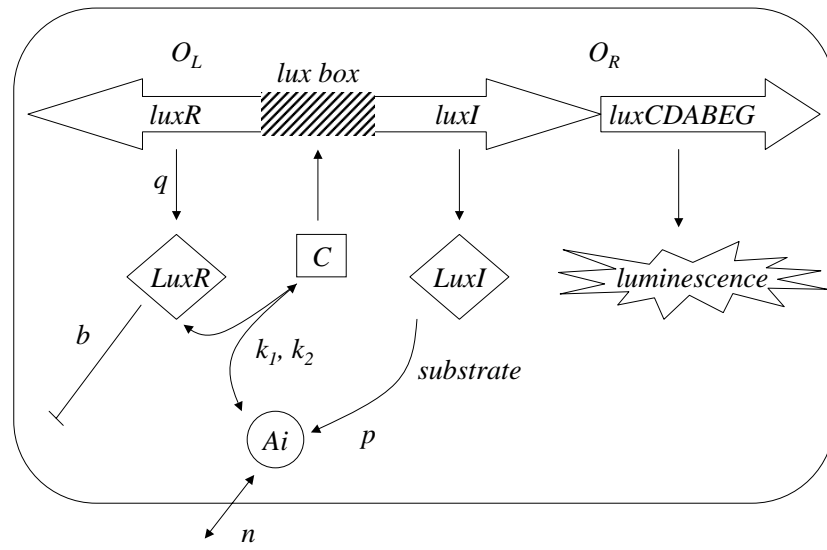 O_L
O_R
lux box
luxR
luxI
luxCDABEG
q
LuxR
C
LuxI
luminescence
b
k_1, k_2
substrate
Ai
p
n